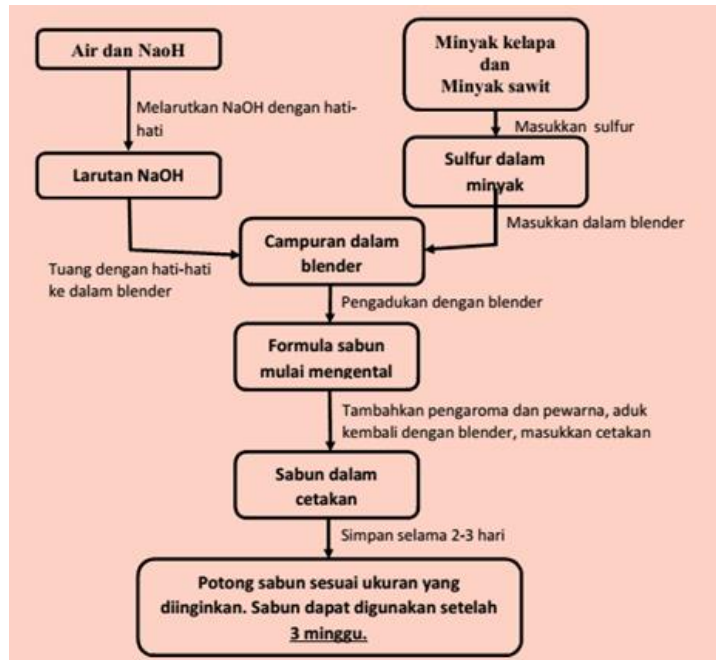 Air dan NaoH
Minyak kelapa
dan
Minyak sawit
Melarutkan NaOH dengan hati-
hati
Masukkan sulfur
Larutan NaOH
Sulfur dalam
minyak
Masukkan dalam blender
Campuran dalam
blender
Tuang dengan hati-hati
ke dalam blender
Pengadukan dengan blender
Formula sabun
mulai mengental
Tambahkan pengaroma dan pewarna, aduk
kembali dengan blender, masukkan cetakan
Sabun dalam
cetakan
Simpan selama 2-3 hari
Potong sabun sesuai ukuran yang
diinginkan. Sabun dapat digunakan setelah
3 minggu.